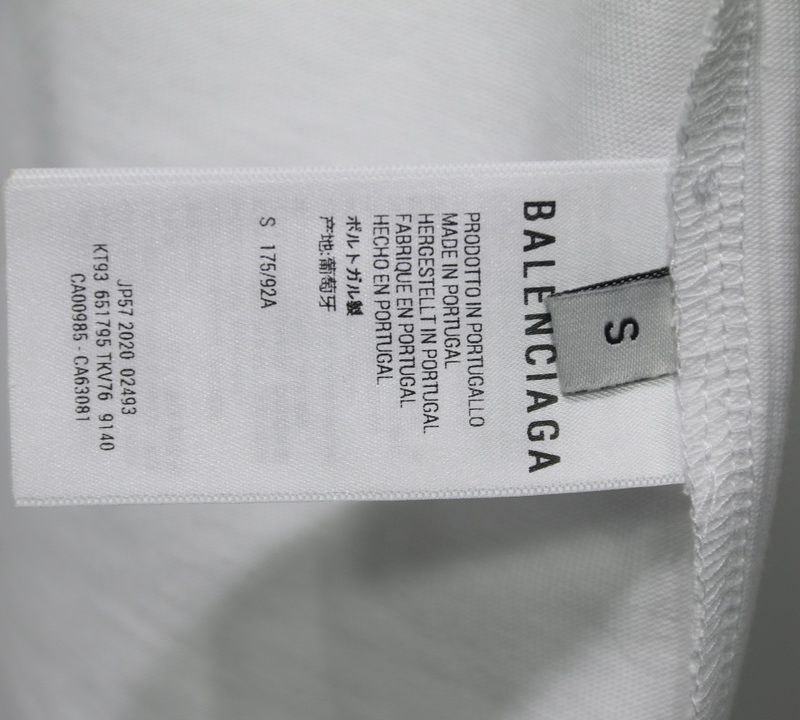 BALENCIAGA
S
PRODOTTO IN PORTUGALLO
MADE IN PORTUGAL
HERGESTELLT IN PORTUGAL
FABRIQUE EN PORTUGAL
HECHO EN PORTUGAL
ポルトガル製
产地:葡萄牙
S 175/92A
JP57 2020 02493
KT93 651795 TKV76 9140
CA00985 - CA63081